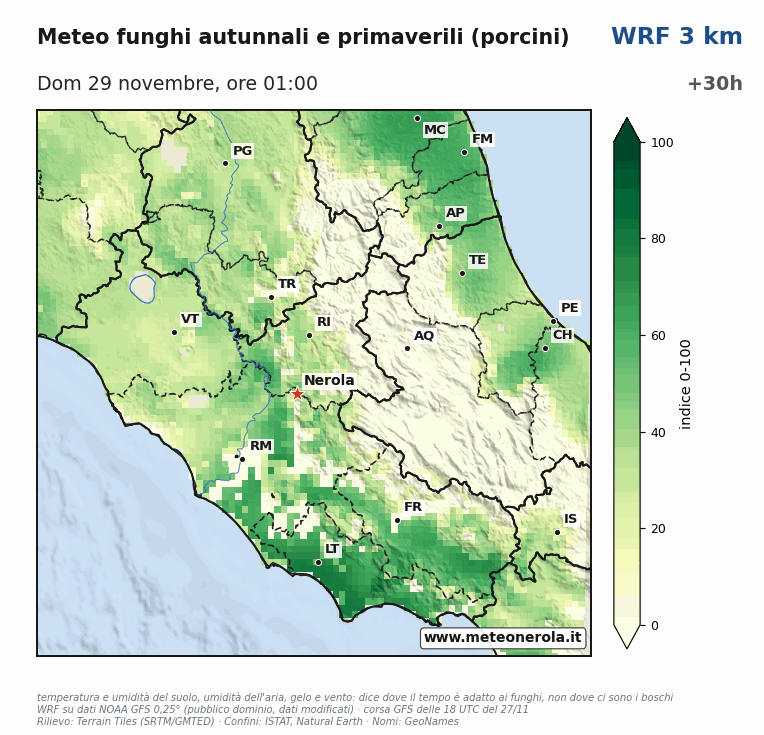 Meteo funghi autunnali e primaverili (porcini)
WRF 3 km
Dom 29 novembre, ore 01:00
+30h
MC
FM
PG
AP
TE
TR
PE
VT
RI
AQ
CH
Nerola
RM
FR
IS
LT
www.meteonerola.it
100
80
60
40
20
0
indice 0-100
temperatura e umidità del suolo, umidità dell'aria, gelo e vento: dice dove il tempo è adatto ai funghi, non dove ci sono i boschi
WRF su dati NOAA GFS 0,25° (pubblico dominio, dati modificati) · corsa GFS delle 18 UTC del 27/11
Rilievo: Terrain Tiles (SRTM/GMTED) · Confini: ISTAT, Natural Earth · Nomi: GeoNames